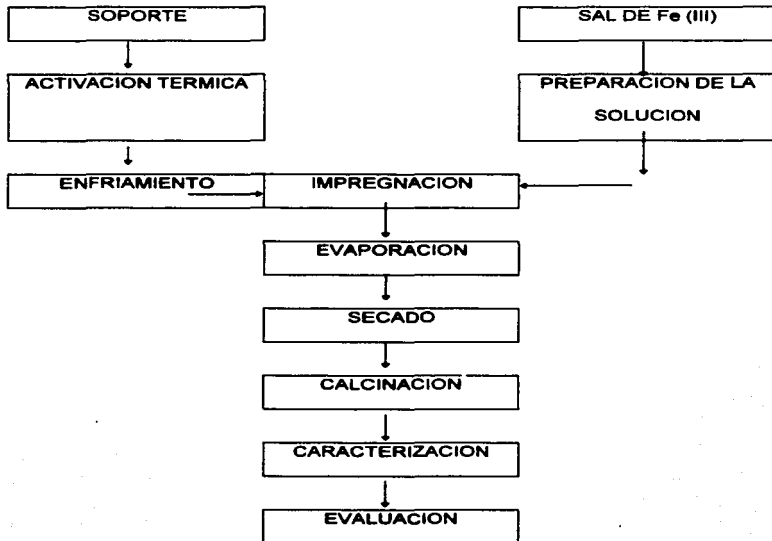 SOPORTE
SAL DE Fe (III)
ACTIVACION TERMICA
PREPARACION DE LA
SOLUCION
ENFRIAMIENTO
IMPREGNACION
EVAPORACION
SECADO
CALCINACION
CARACTERIZACION
EVALUACION